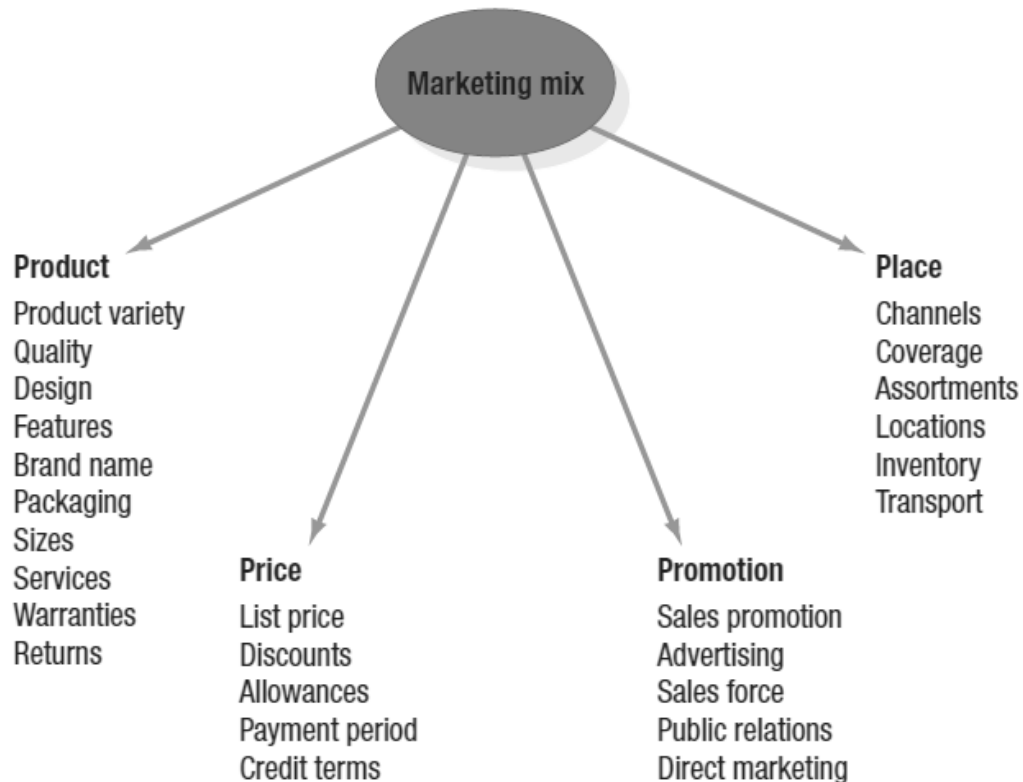 Marketing mix
Product
Product variety
Quality
Design
Features
Brand name
Packaging
Sizes
Services
Warranties
Returns
Price
List price
Discounts
Allowances
Payment period
Credit terms
Promotion
Sales promotion
Advertising
Sales force
Public relations
Direct marketing
Place
Channels
Coverage
Assortments
Locations
Inventory
Transport